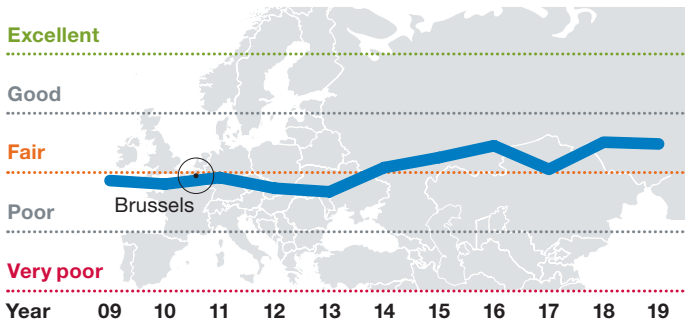 Excellent
Good
Fair
Poor
Brussels
Very poor
Year 09 10 11 12 13 14 15 16 17 18 19